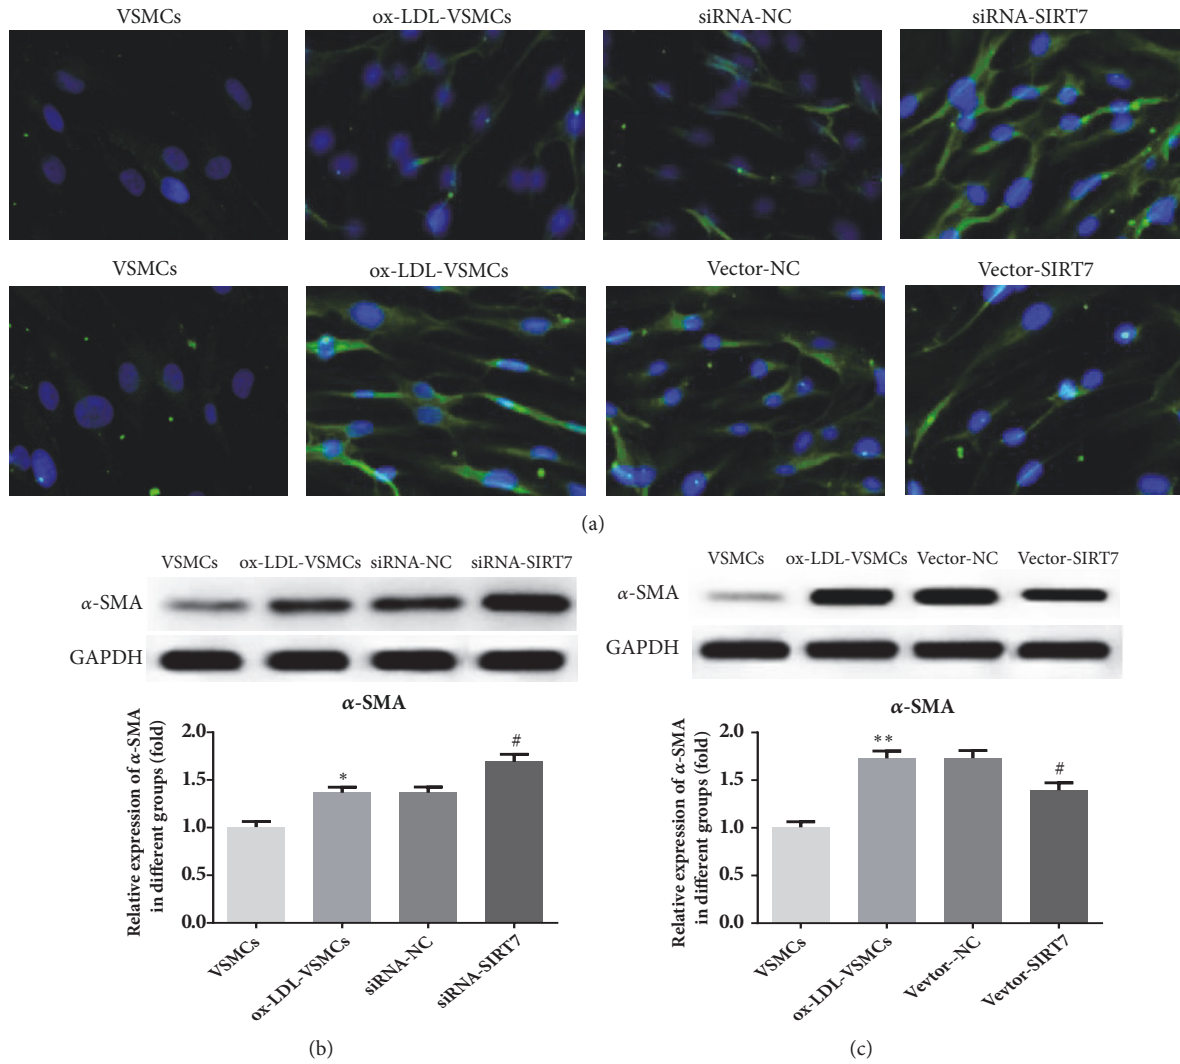 VSMCs ox-LDL-VSMCs siRNA-NC siRNA-SIRT7
VSMCs ox-LDL-VSMCs Vector-NC Vector-SIRT7
(a)
VSMCs ox-LDL-VSMCs siRNA-NC siRNA-SIRT7
α-SMA
GAPDH
α-SMA
Relative expression of α-SMA
in different groups (fold)
2.0
1.5
1.0
0.5
0.0
*
#
VSMCs
ox-LDL-VSMCs
siRNA-NC
siRNA-SIRT7
(b)
VSMCs ox-LDL-VSMCs Vector-NC Vector-SIRT7
α-SMA
GAPDH
α-SMA
Relative expression of α-SMA
in different groups (fold)
2.0
1.5
1.0
0.5
0.0
**
#
VSMCs
ox-LDL-VSMCs
Vevtor--NC
Vevtor-SIRT7
(c)